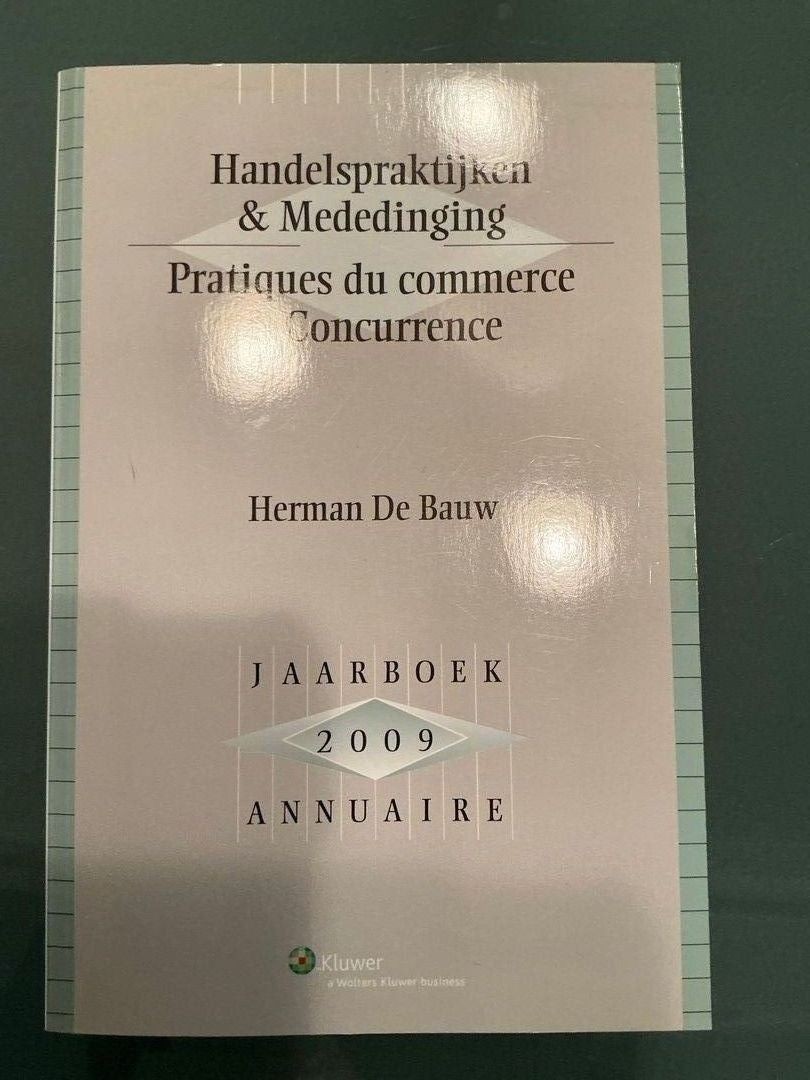 Handelspraktijken
& Mededinging
Pratiques du commerce
Concurrence
Herman De Bauw
JAARBOEK
2009
ANNUAIRE
Kluwer
a Wolters Kluwer business